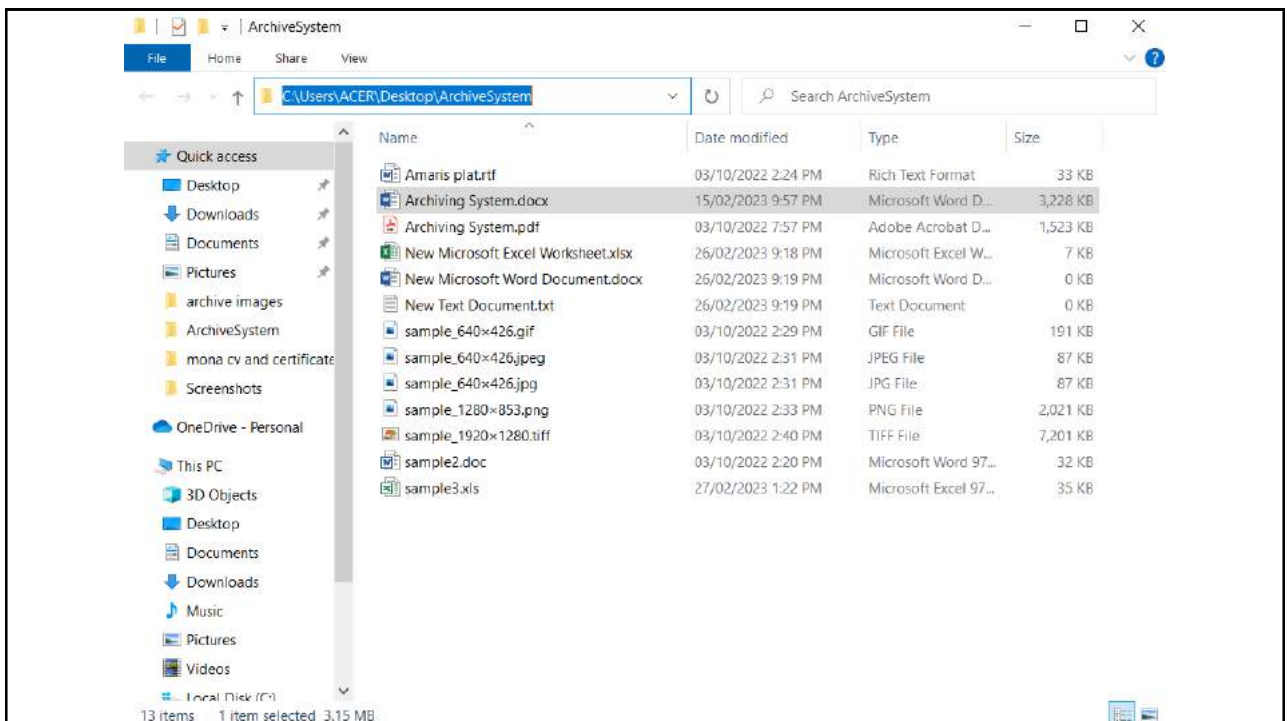 ArchiveSystem
File Home Share View
C:\Users\ACER\Desktop\ArchiveSystem Search ArchiveSystem
Name Date modified Type Size
Quick access
Desktop
Downloads
Documents
Pictures
archive images
ArchiveSystem
mona cv and certificate
Screenshots
OneDrive - Personal
This PC
3D Objects
Desktop
Documents
Downloads
Music
Pictures
Videos
Local Disk (C:)
Amaris plat.rtf 03/10/2022 2:24 PM Rich Text Format 33 KB
Archiving System.docx 15/02/2023 9:57 PM Microsoft Word D... 3,228 KB
Archiving System.pdf 03/10/2022 7:57 PM Adobe Acrobat D... 1,523 KB
New Microsoft Excel Worksheet.xlsx 26/02/2023 9:18 PM Microsoft Excel W... 7 KB
New Microsoft Word Document.docx 26/02/2023 9:19 PM Microsoft Word D... 0 KB
New Text Document.txt 26/02/2023 9:19 PM Text Document 0 KB
sample_640×426.gif 03/10/2022 2:29 PM GIF File 191 KB
sample_640×426.jpeg 03/10/2022 2:31 PM JPEG File 87 KB
sample_640×426.jpg 03/10/2022 2:31 PM JPG File 87 KB
sample_1280×853.png 03/10/2022 2:33 PM PNG File 2,021 KB
sample_1920×1280.tiff 03/10/2022 2:40 PM TIFF File 7,201 KB
sample2.doc 03/10/2022 2:20 PM Microsoft Word 97... 32 KB
sample3.xls 27/02/2023 1:22 PM Microsoft Excel 97... 35 KB
13 items 1 item selected 3.15 MB